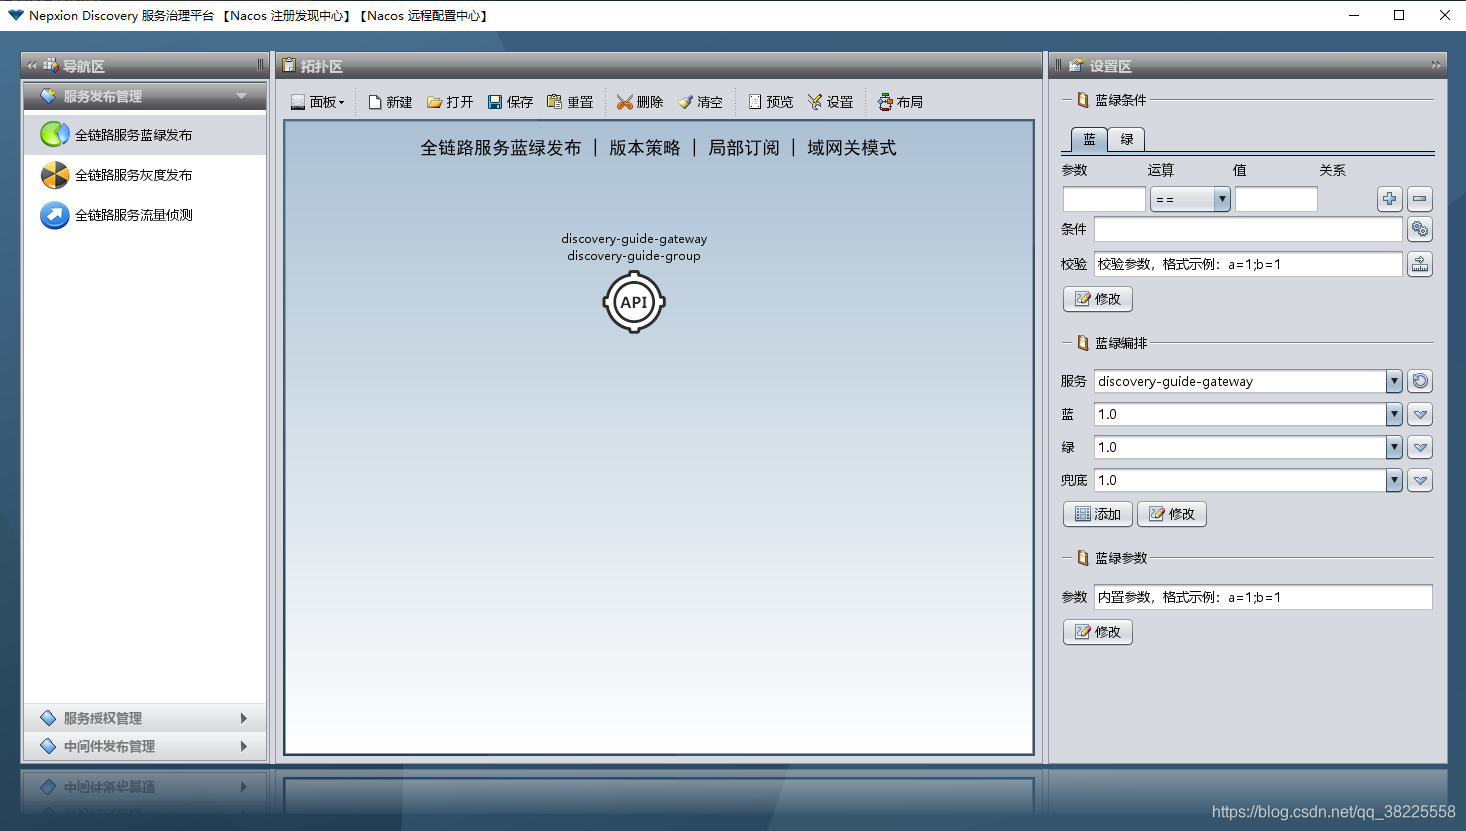 Nepxion Discovery 服务治理平台 【Nacos 注册发现中心】【Nacos 远程配置中心】
导航区
服务发布管理
全链路服务蓝绿发布
全链路服务灰度发布
全链路服务流量侦测
服务授权管理
中间件发布管理
拓扑区
面板 新建 打开 保存 重置 删除 清空 预览 设置 布局
全链路服务蓝绿发布 | 版本策略 | 局部订阅 | 域网关模式
discovery-guide-gateway
discovery-guide-group
API
设置区
蓝绿条件
蓝 绿
参数 运算 值 关系
==
条件
校验 校验参数，格式示例：a=1;b=1
修改
蓝绿编排
服务 discovery-guide-gateway
蓝 1.0
绿 1.0
兜底 1.0
添加 修改
蓝绿参数
参数 内置参数，格式示例：a=1;b=1
修改
https://blog.csdn.net/qq_38225558